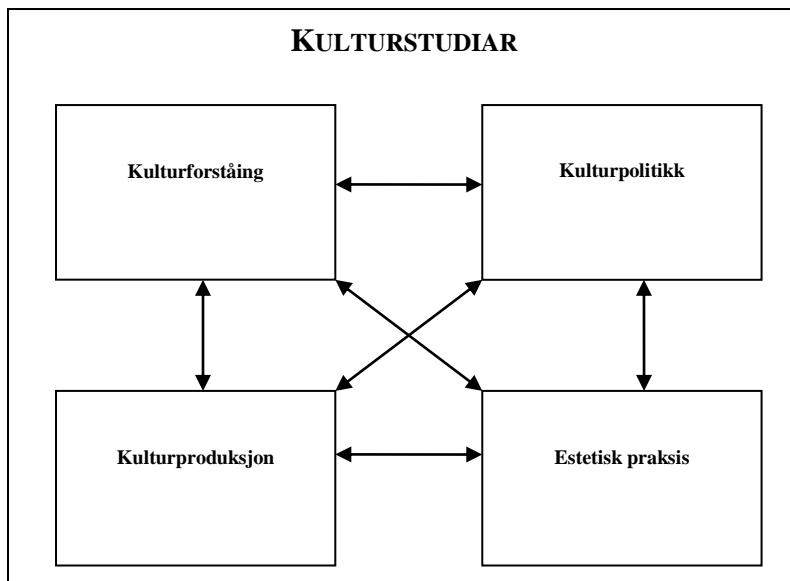 KULTURSTUDIAR
Kulturforståing
Kulturpolitikk
Kulturproduksjon
Estetisk praksis